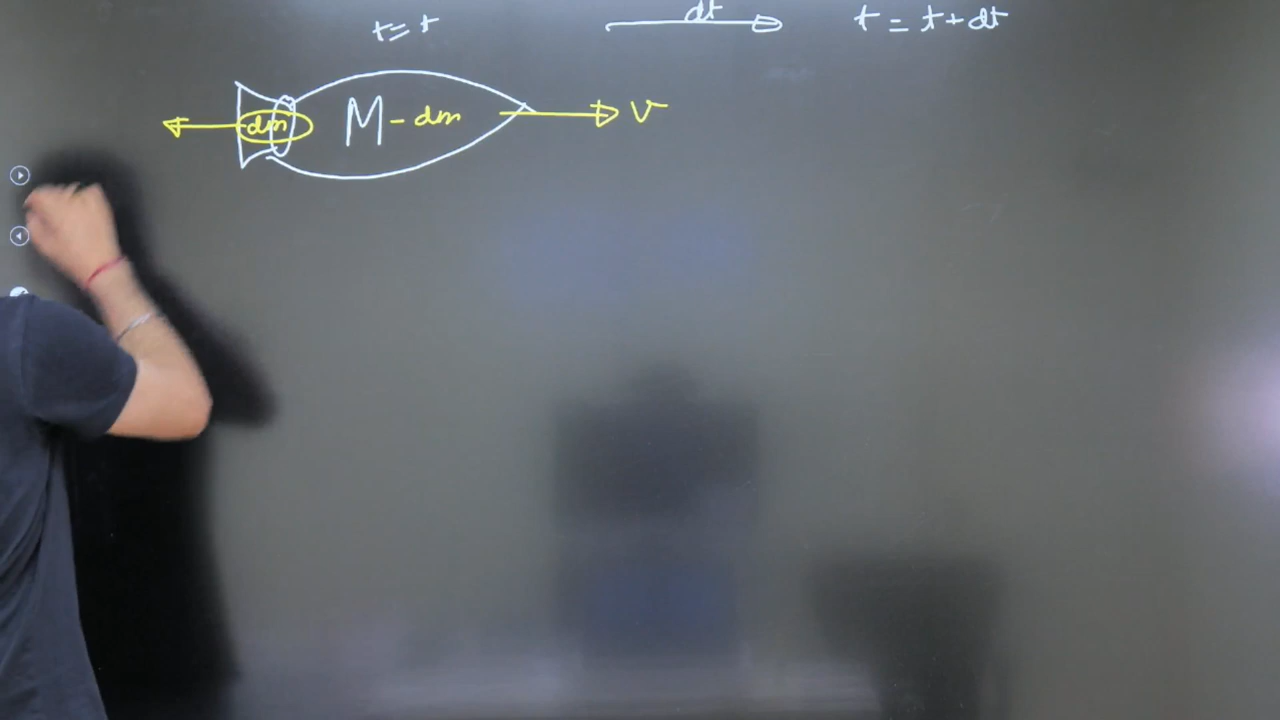 t = t dt t = t + dt
dm M - dm v